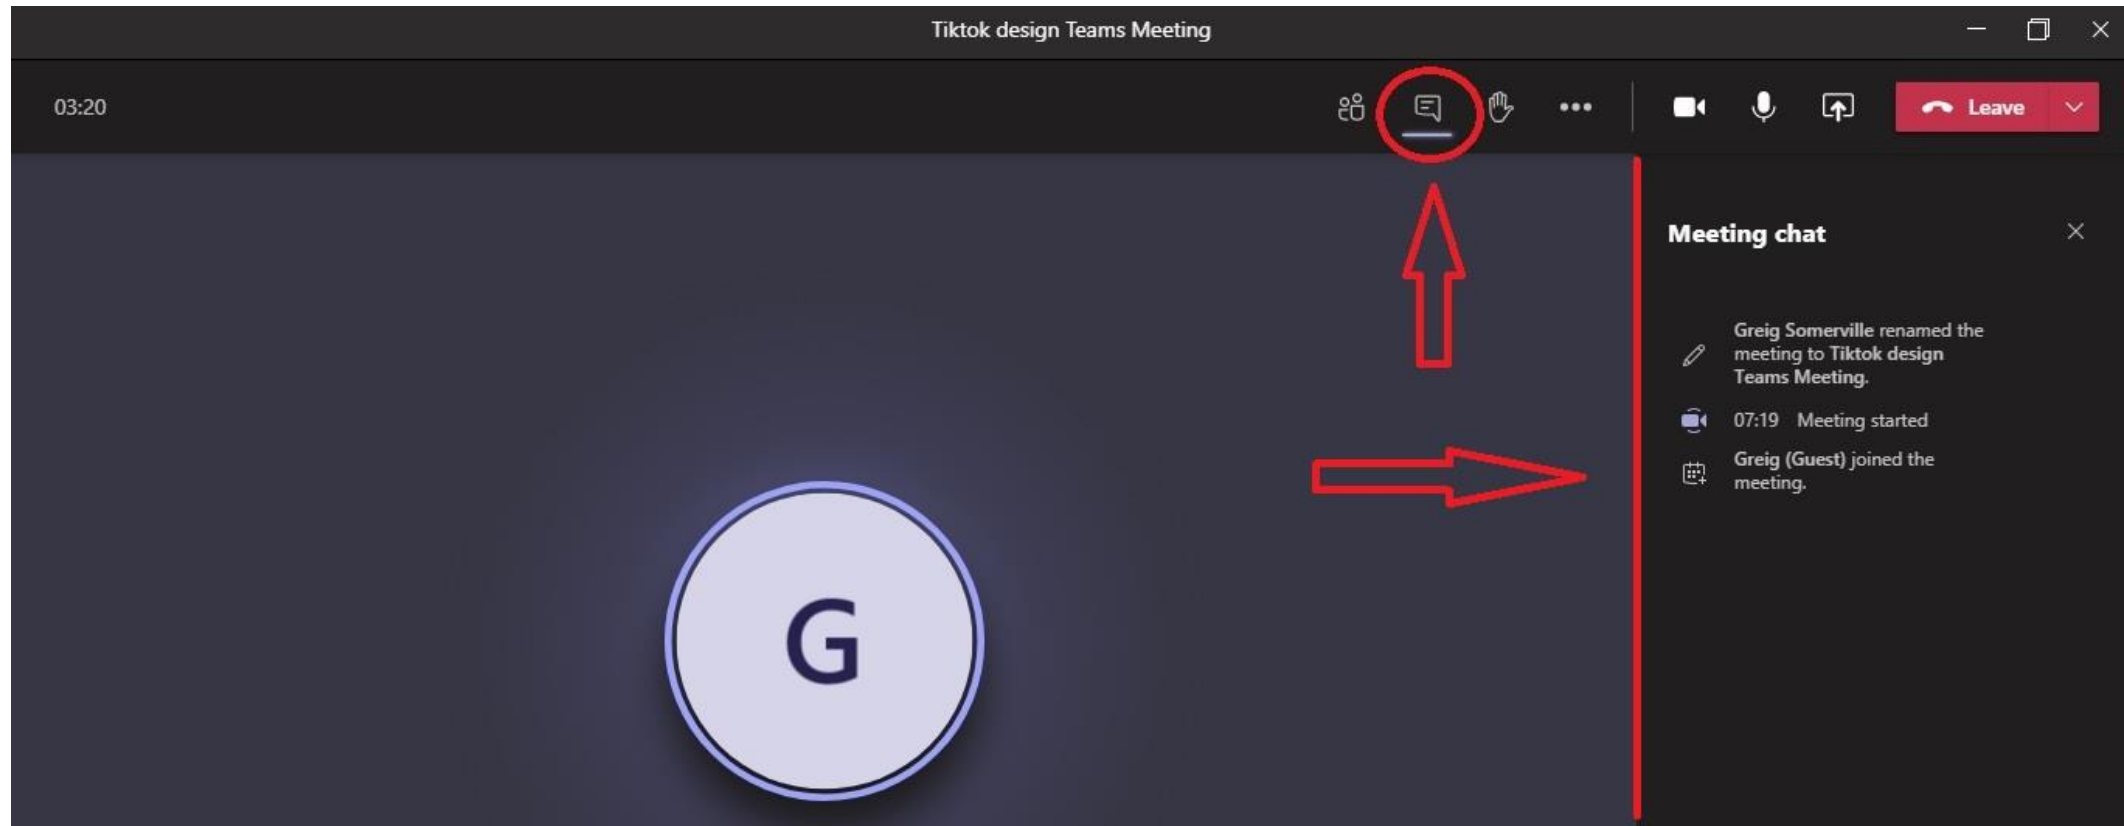 Tiktok design Teams Meeting
03:20
Leave
Meeting chat
Greig Somerville renamed the
meeting to Tiktok design
Teams Meeting.
07:19 Meeting started
Greig (Guest) joined the
meeting.
G